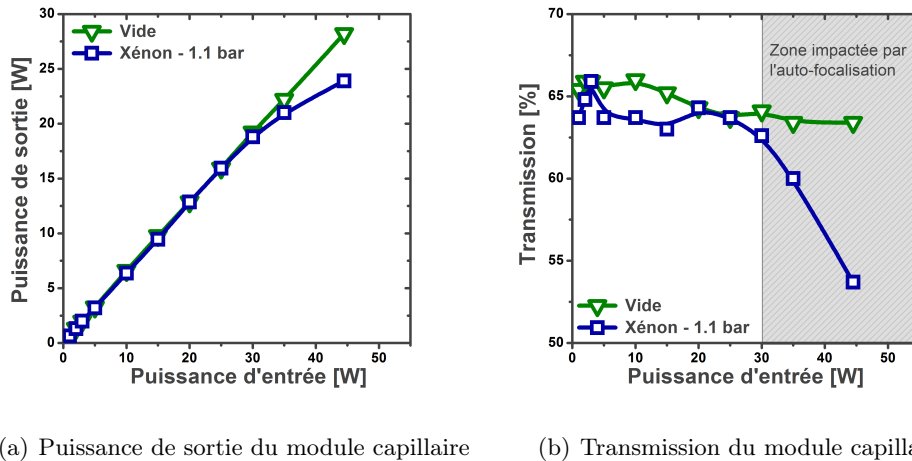 30
25
20
15
10
5
0
0 10 20 30 40 50
Puissance de sortie [W]
Puissance d'entrée [W]
Vide
Xénon - 1.1 bar
70
65
60
55
50
0 10 20 30 40 50
Transmission [%]
Puissance d'entrée [W]
Zone impactée par
l'auto-focalisation
Vide
Xénon - 1.1 bar
(a) Puissance de sortie du module capillaire
(b) Transmission du module capilla